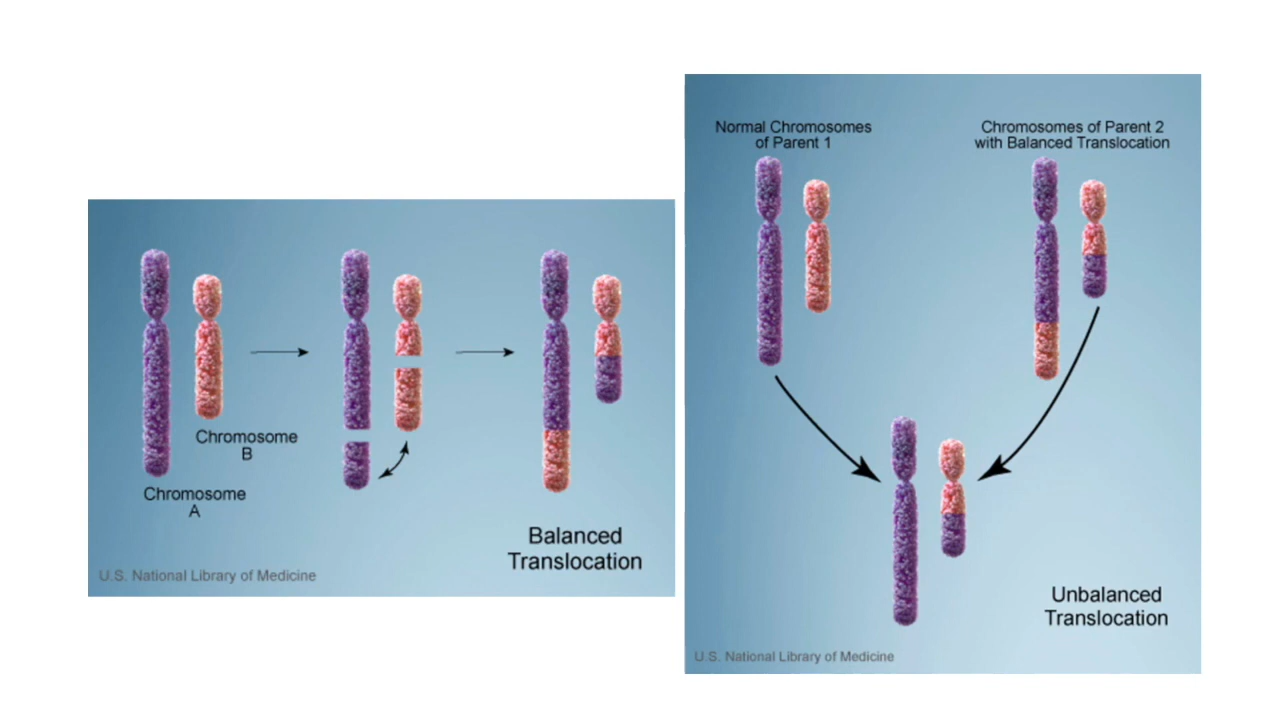 Chromosome
B
Chromosome
A
Balanced
Translocation
U.S. National Library of Medicine
Normal Chromosomes
of Parent 1
Chromosomes of Parent 2
with Balanced Translocation
Unbalanced
Translocation
U.S. National Library of Medicine